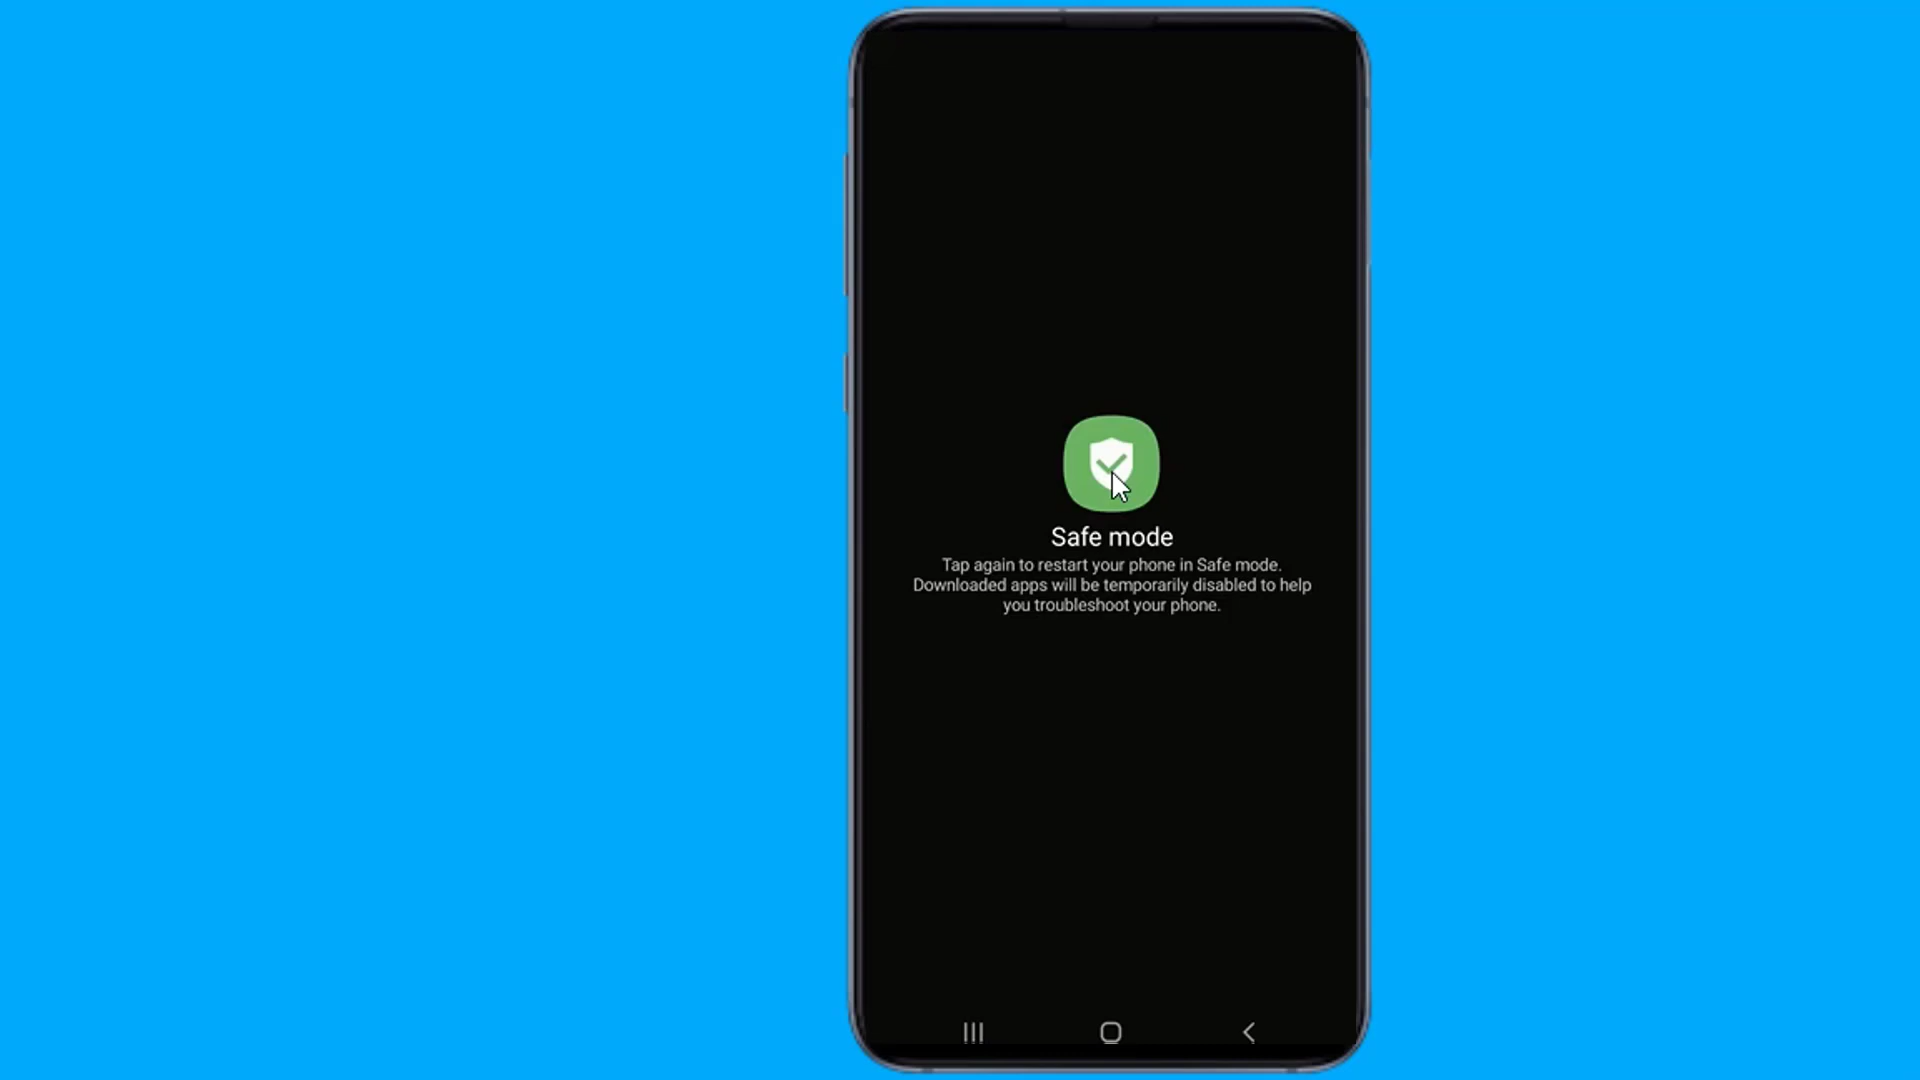 Safe mode
Tap again to restart your phone in Safe mode.
Downloaded apps will be temporarily disabled to help
you troubleshoot your phone.